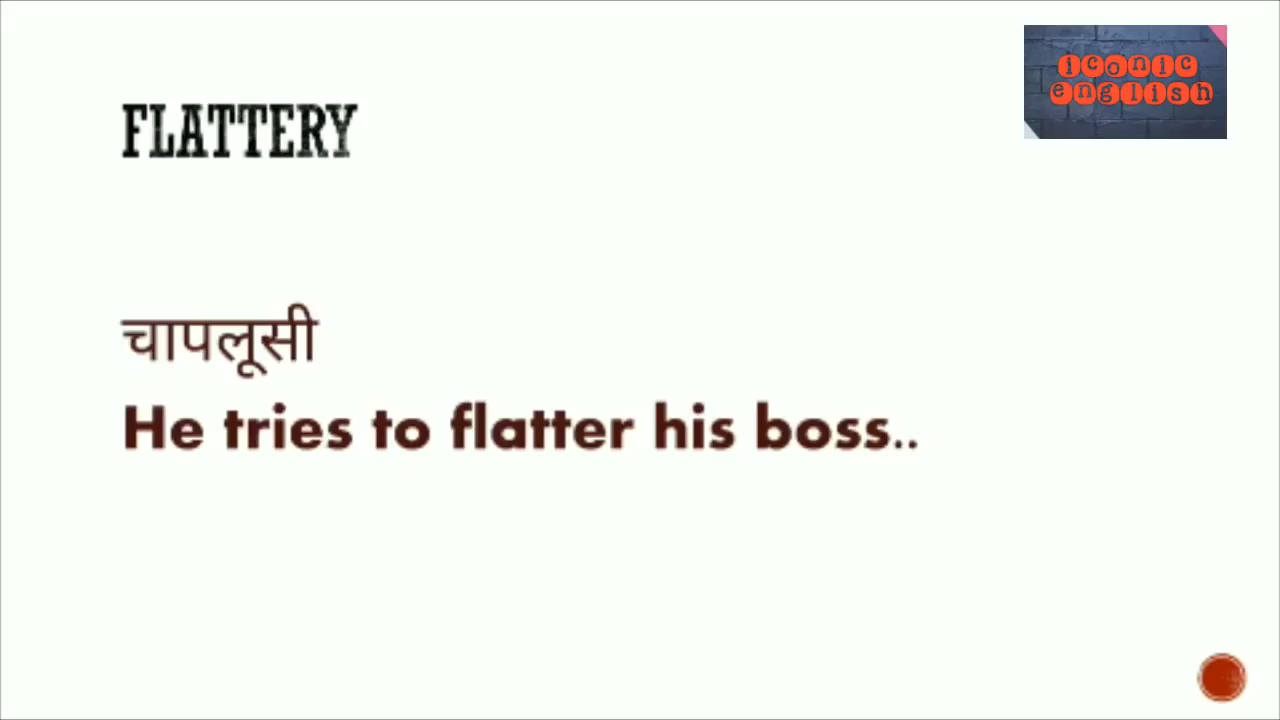 iconic
english
FLATTERY
चापलूसी
He tries to flatter his boss..